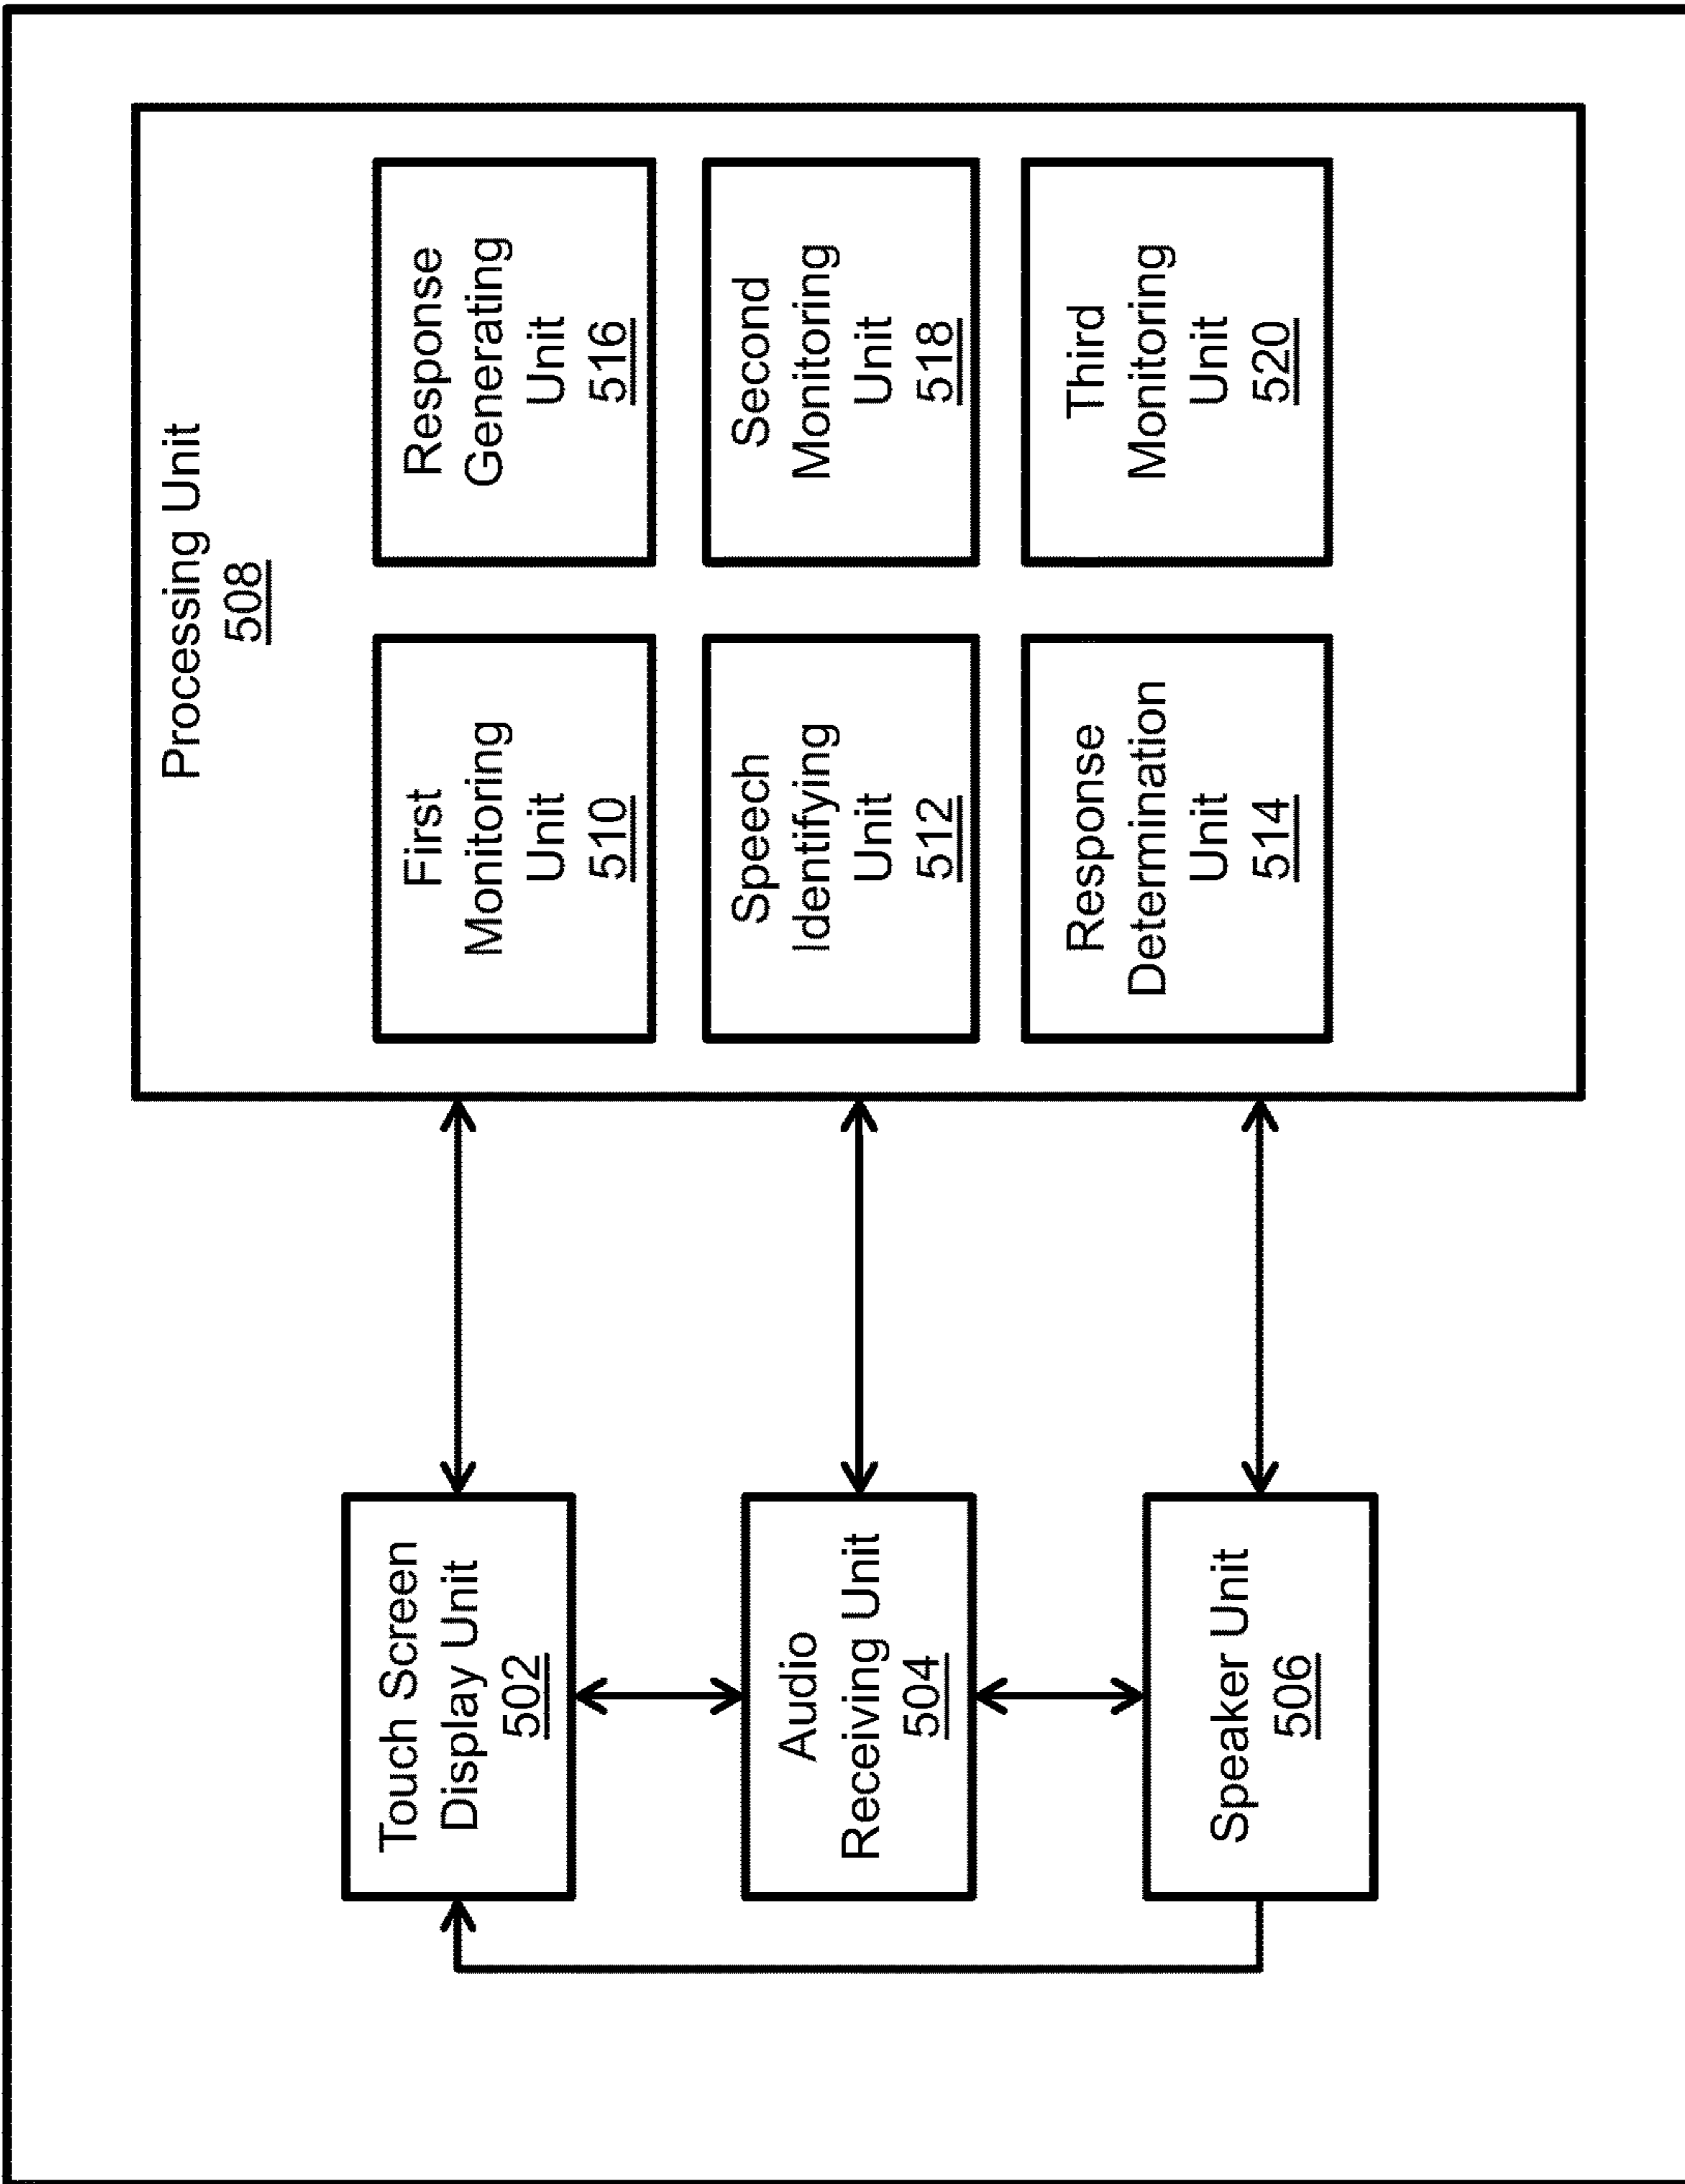 Processing Unit
508
Touch Screen
Display Unit
502
First
Monitoring
Unit
510
Response
Generating
Unit
516
Audio
Receiving Unit
504
Speech
Identifying
Unit
512
Second
Monitoring
Unit
518
Speaker Unit
506
Response
Determination
Unit
514
Third
Monitoring
Unit
520